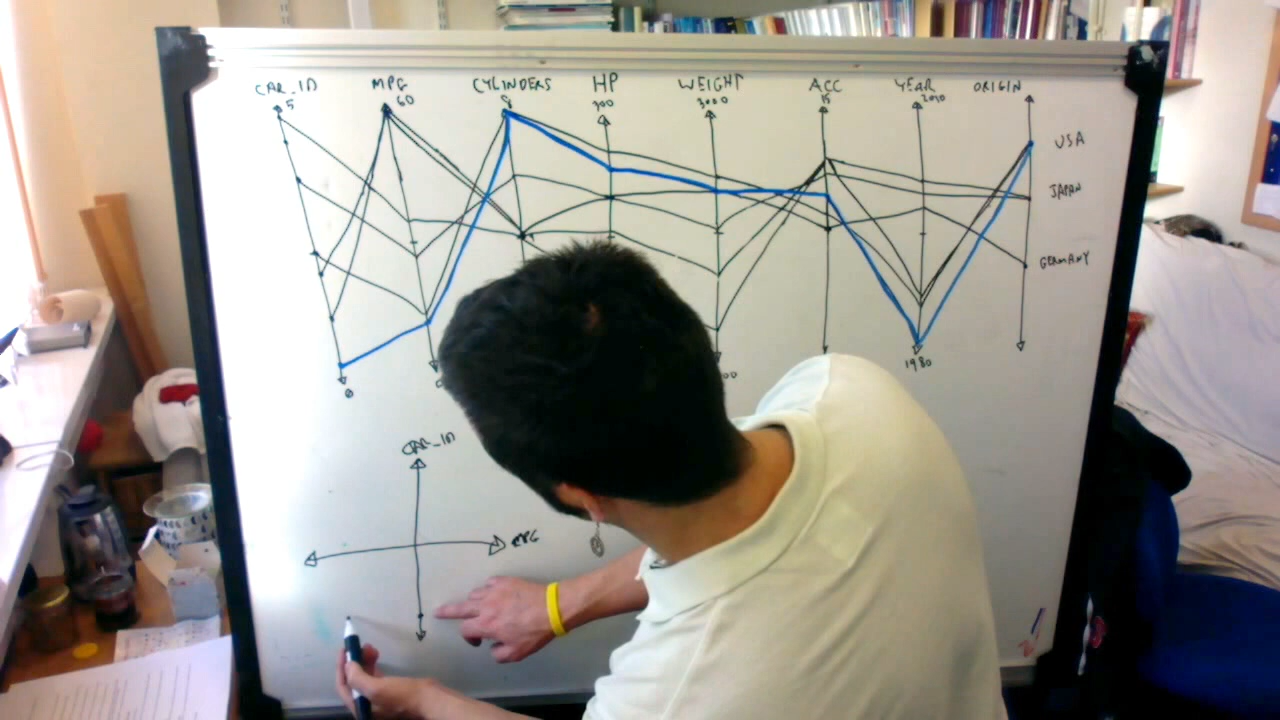 CAR_ID MPG CYLINDERS HP WEIGHT ACC YEAR ORIGIN
5 60 8 300 3000 15 2010
USA
JAPAN
GERMANY
1980
0
CAR_ID
MPG